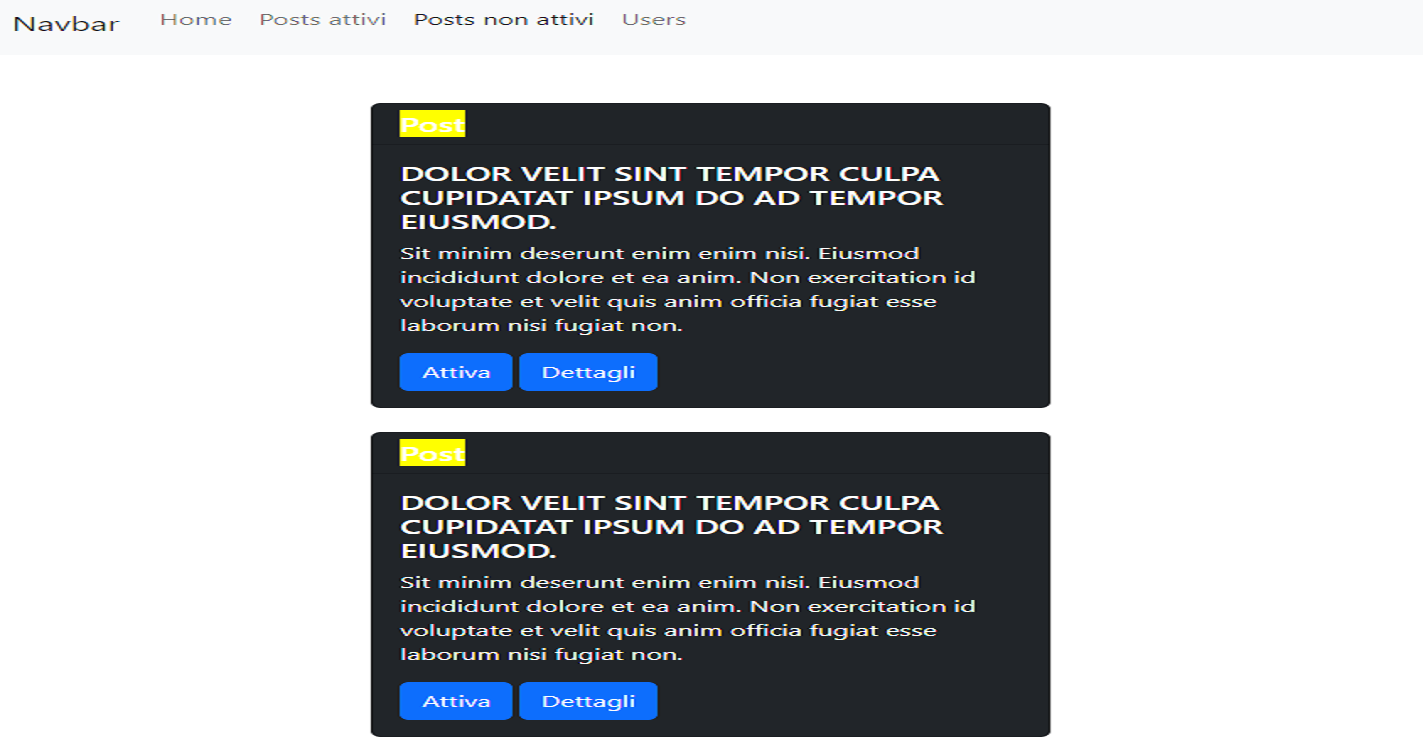 Navbar Home Posts attivi Posts non attivi Users
Post
DOLOR VELIT SINT TEMPOR CULPA
CUPIDATAT IPSUM DO AD TEMPOR
EIUSMOD.
Sit minim deserunt enim enim nisi. Eiusmod
incididunt dolore et ea anim. Non exercitation id
voluptate et velit quis anim officia fugiat esse
laborum nisi fugiat non.
Attiva Dettagli
Post
DOLOR VELIT SINT TEMPOR CULPA
CUPIDATAT IPSUM DO AD TEMPOR
EIUSMOD.
Sit minim deserunt enim enim nisi. Eiusmod
incididunt dolore et ea anim. Non exercitation id
voluptate et velit quis anim officia fugiat esse
laborum nisi fugiat non.
Attiva Dettagli